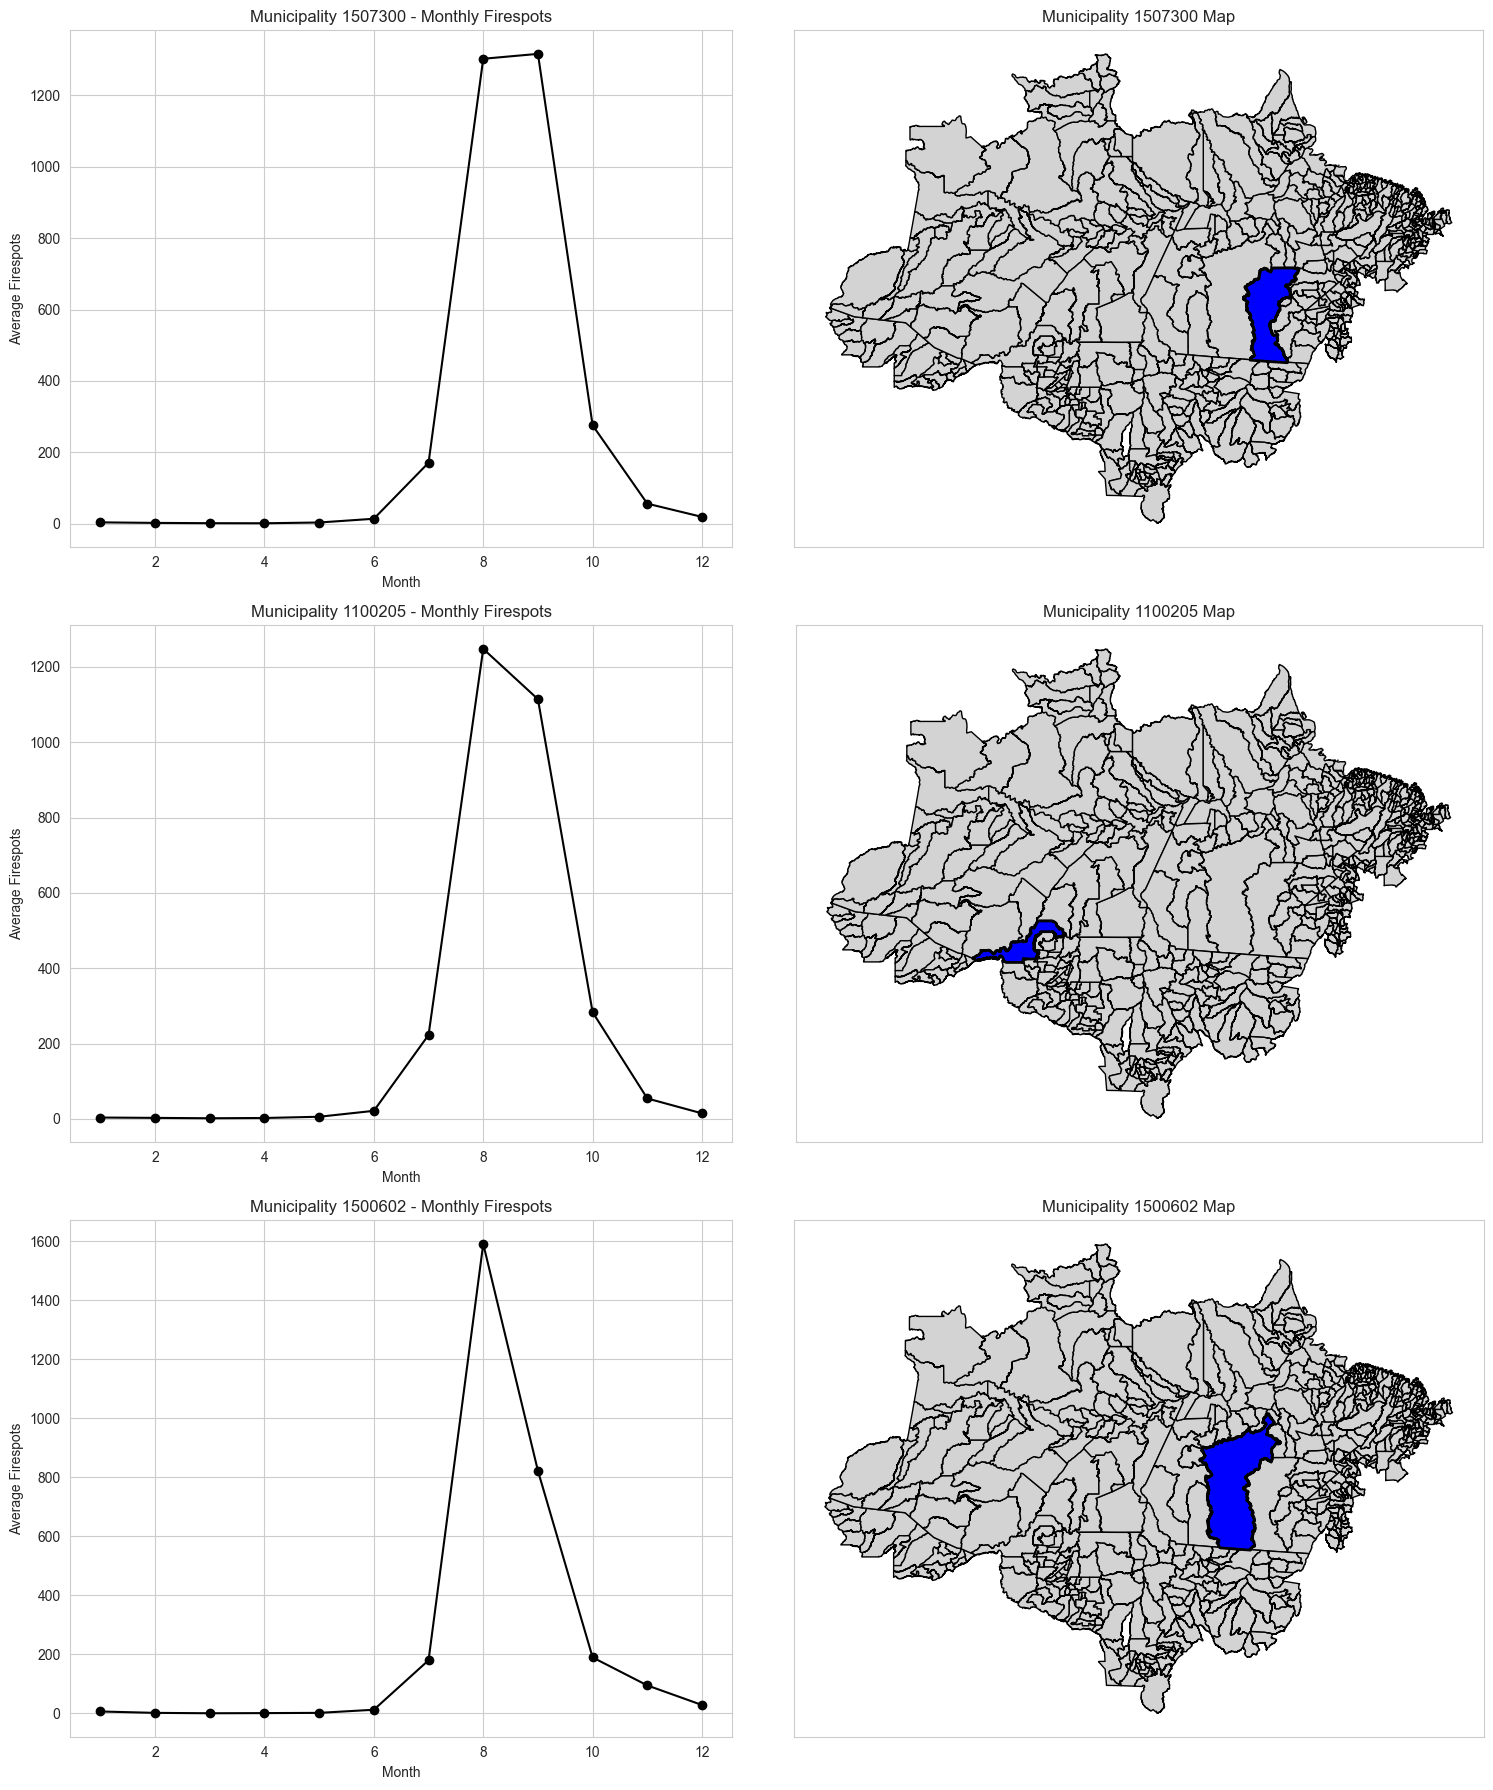 Municipality 1507300 - Monthly Firespots
Municipality 1507300 Map
1200
1000
800
600
400
200
0
Average Firespots
2 4 6 8 10 12
Month
Municipality 1100205 - Monthly Firespots
Municipality 1100205 Map
1200
1000
800
600
400
200
0
Average Firespots
2 4 6 8 10 12
Month
Municipality 1500602 - Monthly Firespots
Municipality 1500602 Map
1600
1400
1200
1000
800
600
400
200
0
Average Firespots
2 4 6 8 10 12
Month